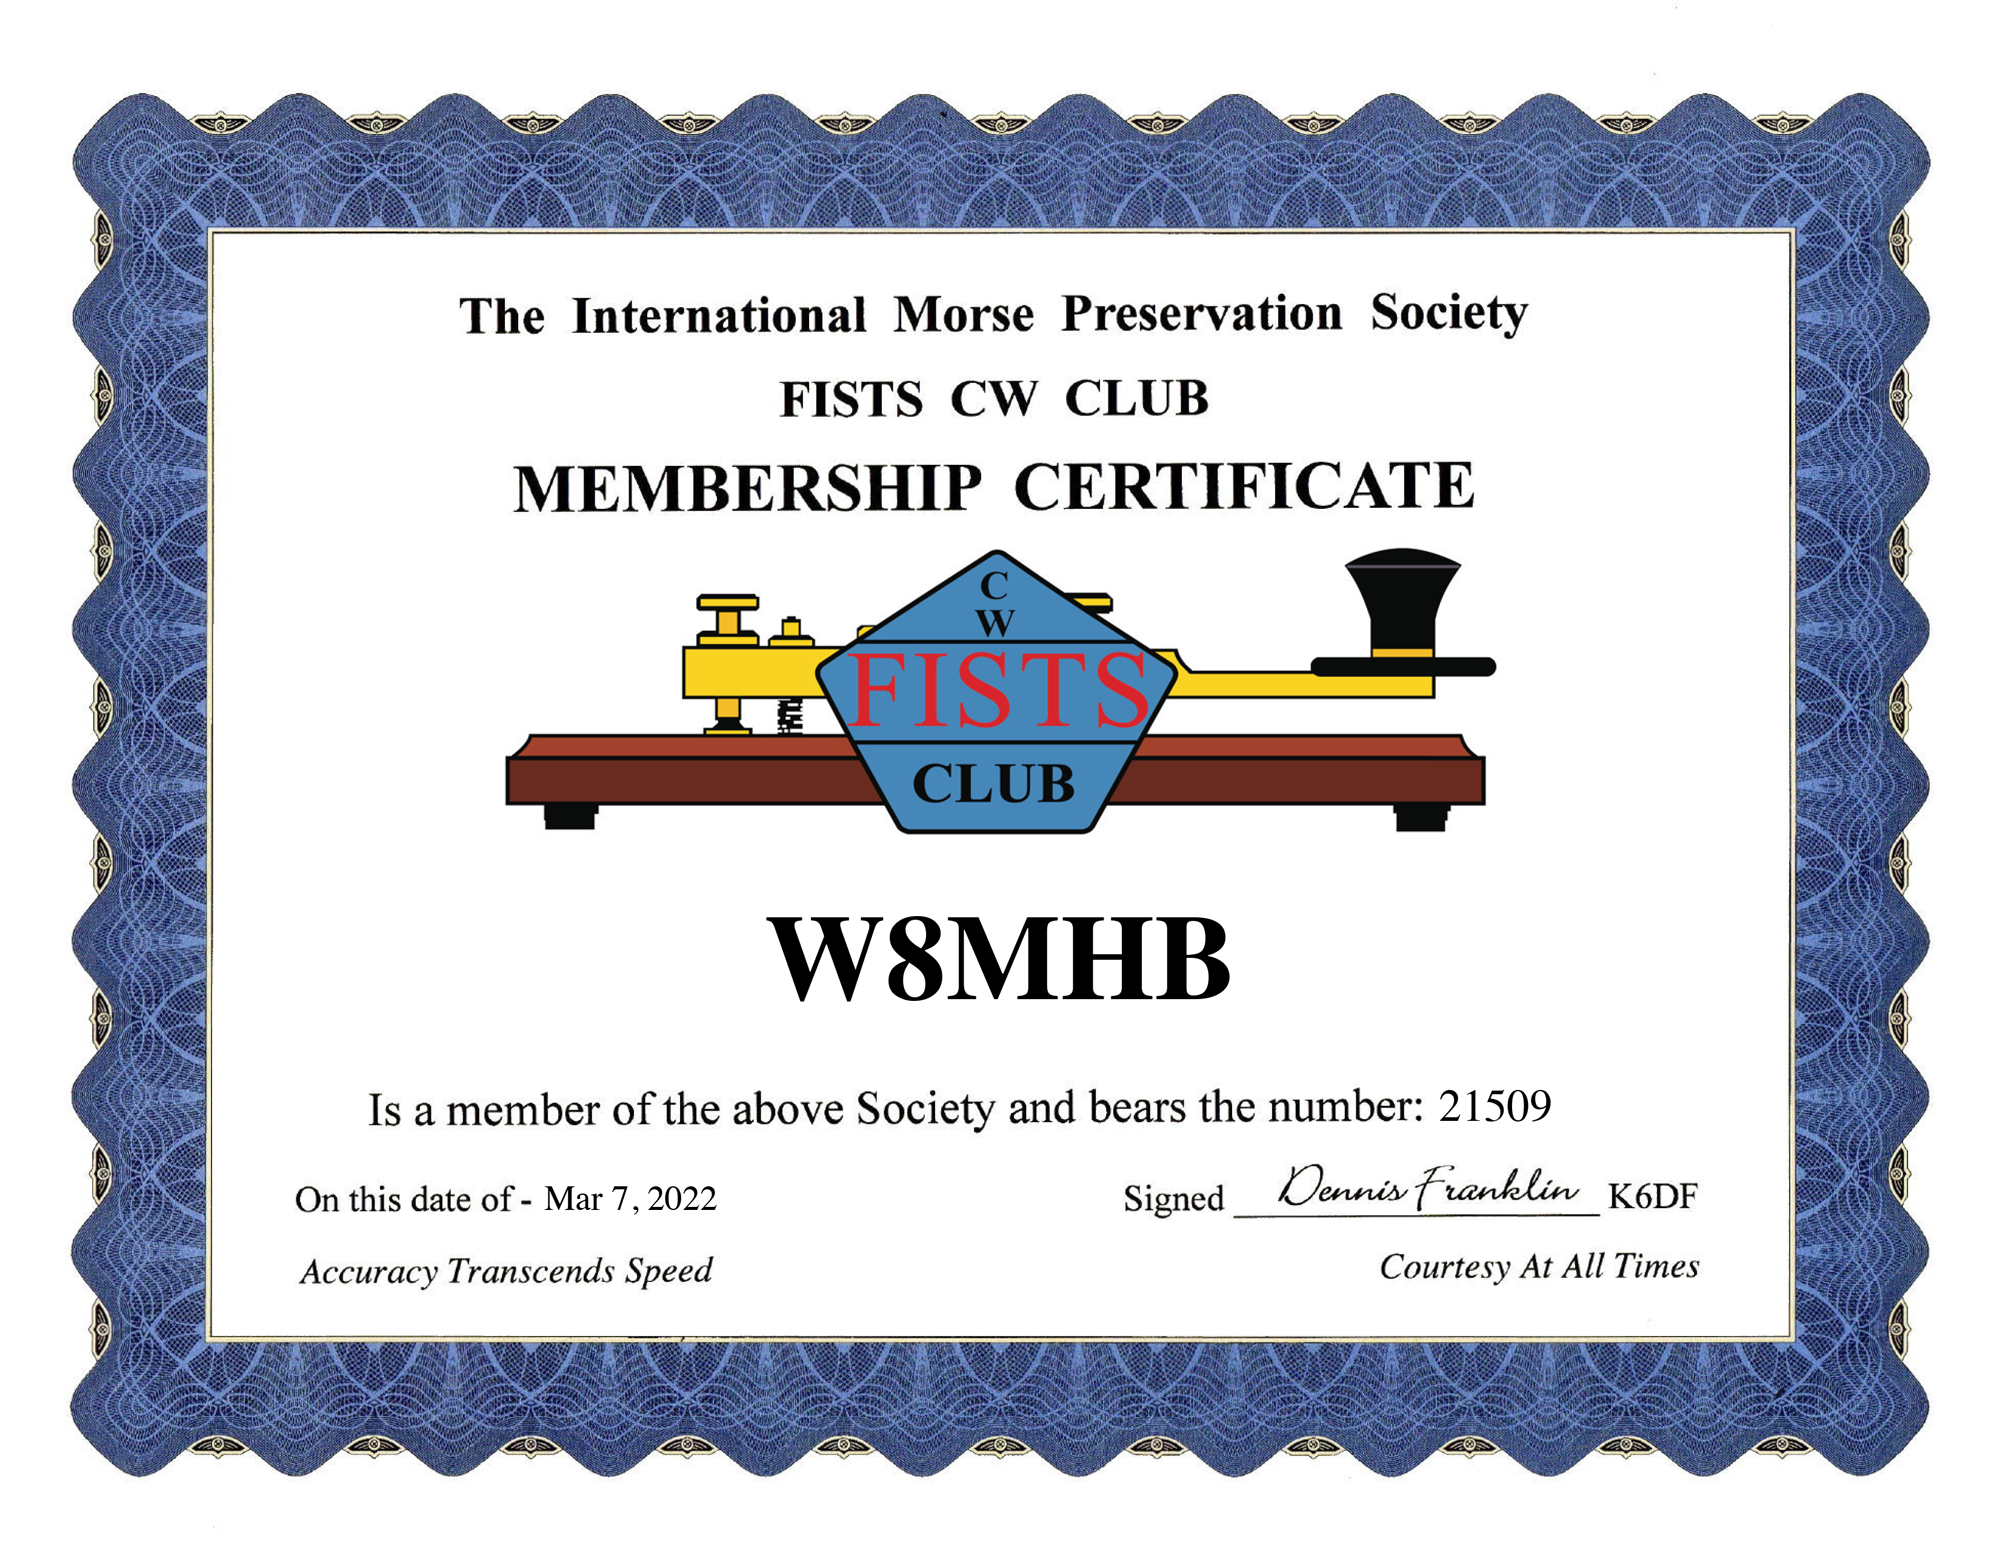 The International Morse Preservation Society
FISTS CW CLUB
MEMBERSHIP CERTIFICATE
C
W
FISTS
CLUB
W8MHB
Is a member of the above Society and bears the number: 21509
On this date of - Mar 7, 2022
Signed Dennis Franklin K6DF
Accuracy Transcends Speed
Courtesy At All Times